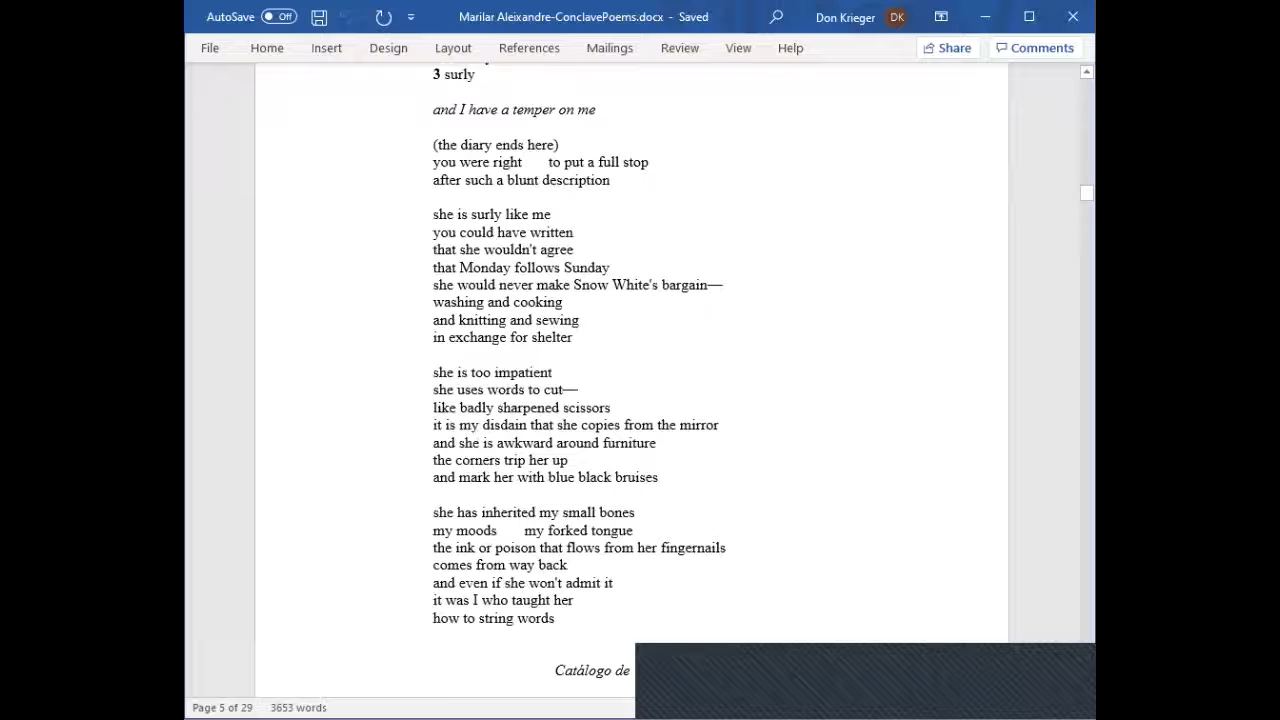 AutoSave Off Marilar Aleixandre-ConclavePoems.docx - Saved Don Krieger DK
File Home Insert Design Layout References Mailings Review View Help Share Comments
3 surly
and I have a temper on me
(the diary ends here)
you were right to put a full stop
after such a blunt description
she is surly like me
you could have written
that she wouldn't agree
that Monday follows Sunday
she would never make Snow White's bargain—
washing and cooking
and knitting and sewing
in exchange for shelter
she is too impatient
she uses words to cut—
like badly sharpened scissors
it is my disdain that she copies from the mirror
and she is awkward around furniture
the corners trip her up
and mark her with blue black bruises
she has inherited my small bones
my moods my forked tongue
the ink or poison that flows from her fingernails
comes from way back
and even if she won't admit it
it was I who taught her
how to string words
Catálogo de
Page 5 of 29 3653 words